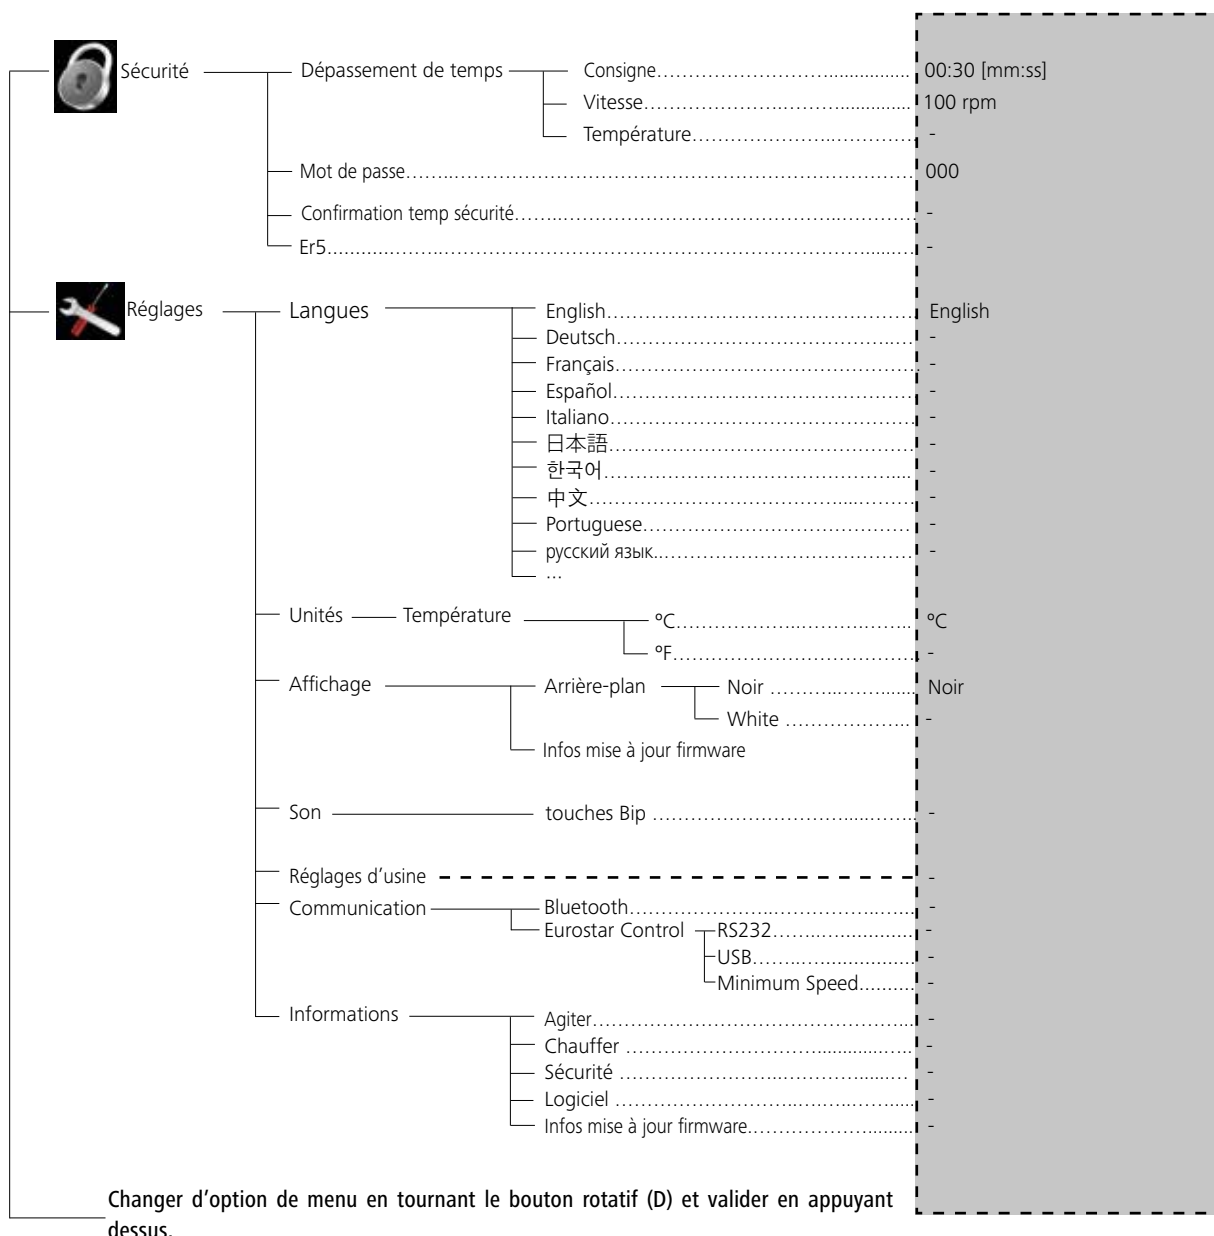 Sécurité Dépassement de temps Consigne……………………............... 00:30 [mm:ss]
Vitesse…………………..………............. 100 rpm
Température…………………..…………. -
Mot de passe…….………………………………………………………………… 000
Confirmation temp sécurité……..……………………………………..………… -
Er5...........……..………………………………………………………….....…. -
Réglages Langues English……………………………………………. English
Deutsch………………………………………..… -
Français…………………………………………… -
Español…………………………………………… -
Italiano…………………………………………… -
日本語…………………………………………… -
한국어……………………………………….... -
中文……………………………………....……… -
Portuguese……………………………………… -
русский язык..………………………………… -
…
Unités Température ºC………………..………….….. ºC
ºF………………………………… -
Affichage Arrière-plan Noir ………...……....... Noir
White ……………….. -
Infos mise à jour firmware
Son touches Bip ……………………….....…….. -
Réglages d'usine -
Communication Bluetooth…………………..……………..….. -
Eurostar Control RS232……..….................. -
USB……..…................... -
Minimum Speed.......... -
Informations Agiter………………………………………….... -
Chauffer …………………………............….. -
Sécurité ……………………..………......…. -
Logiciel ……………………..…….…….….... -
Infos mise à jour firmware.………………......... -
Changer d'option de menu en tournant le bouton rotatif (D) et valider en appuyant
dessus.